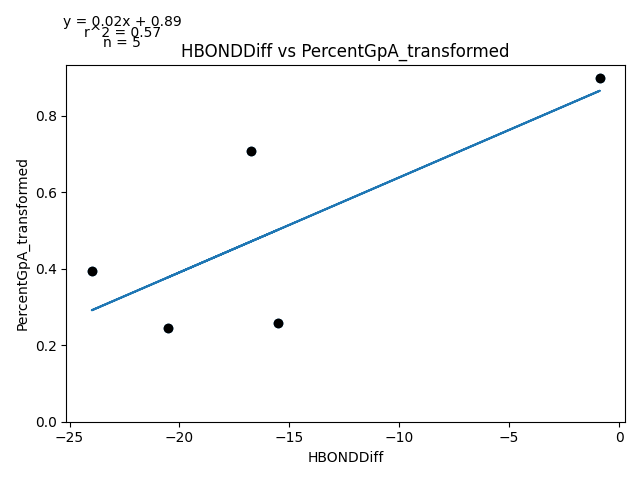 y = 0.02x + 0.89
r^2 = 0.57
n = 5
HBONDDiff vs PercentGpA_transformed
PercentGpA_transformed
0.8
0.6
0.4
0.2
0.0
−25
−20
−15
−10
−5
0
HBONDDiff